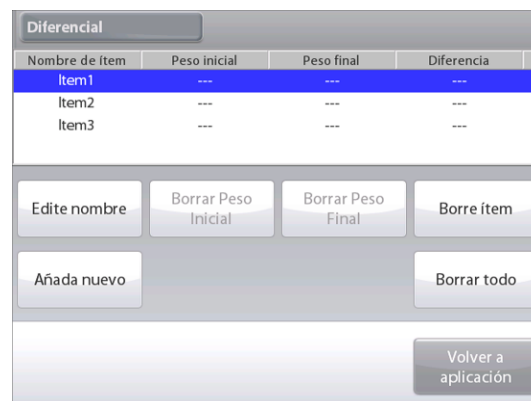 Diferencial
Nombre de ítem Peso inicial Peso final Diferencia
Item1 --- --- ---
Item2 --- --- ---
Item3 --- --- ---
Edite nombre Borrar Peso Inicial Borrar Peso Final Borre ítem
Añada nuevo Borrar todo
Volver a
aplicación